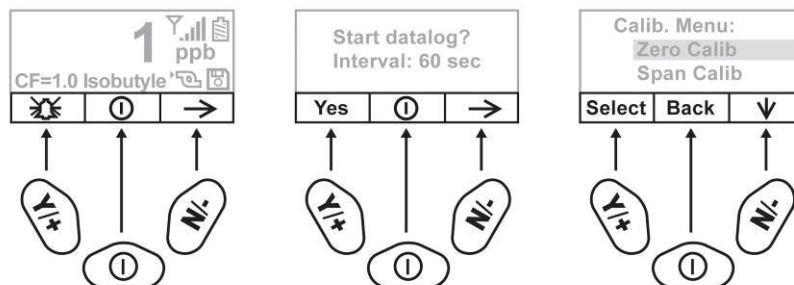 1
ppb
CF=1.0 Isobutyle
Y/+
N/-
Start datalog?
Interval: 60 sec
Yes
Y/+
N/-
Calib. Menu:
Zero Calib
Span Calib
Select Back
Y/+
N/-